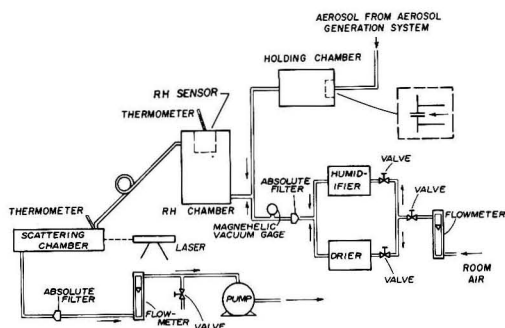 AEROSOL FROM AEROSOL
GENERATION SYSTEM
HOLDING CHAMBER
RH SENSOR
THERMOMETER
HUMID-
IFIER
VALVE
VALVE
ABSOLUTE
FILTER
FLOWMETER
RH CHAMBER
MAGNEHELIC
VACUUM GAGE
THERMOMETER
SCATTERING
CHAMBER
LASER
DRIER
VALVE
ROOM
AIR
ABSOLUTE
FILTER
FLOW-
METER
VALVE
PUMP